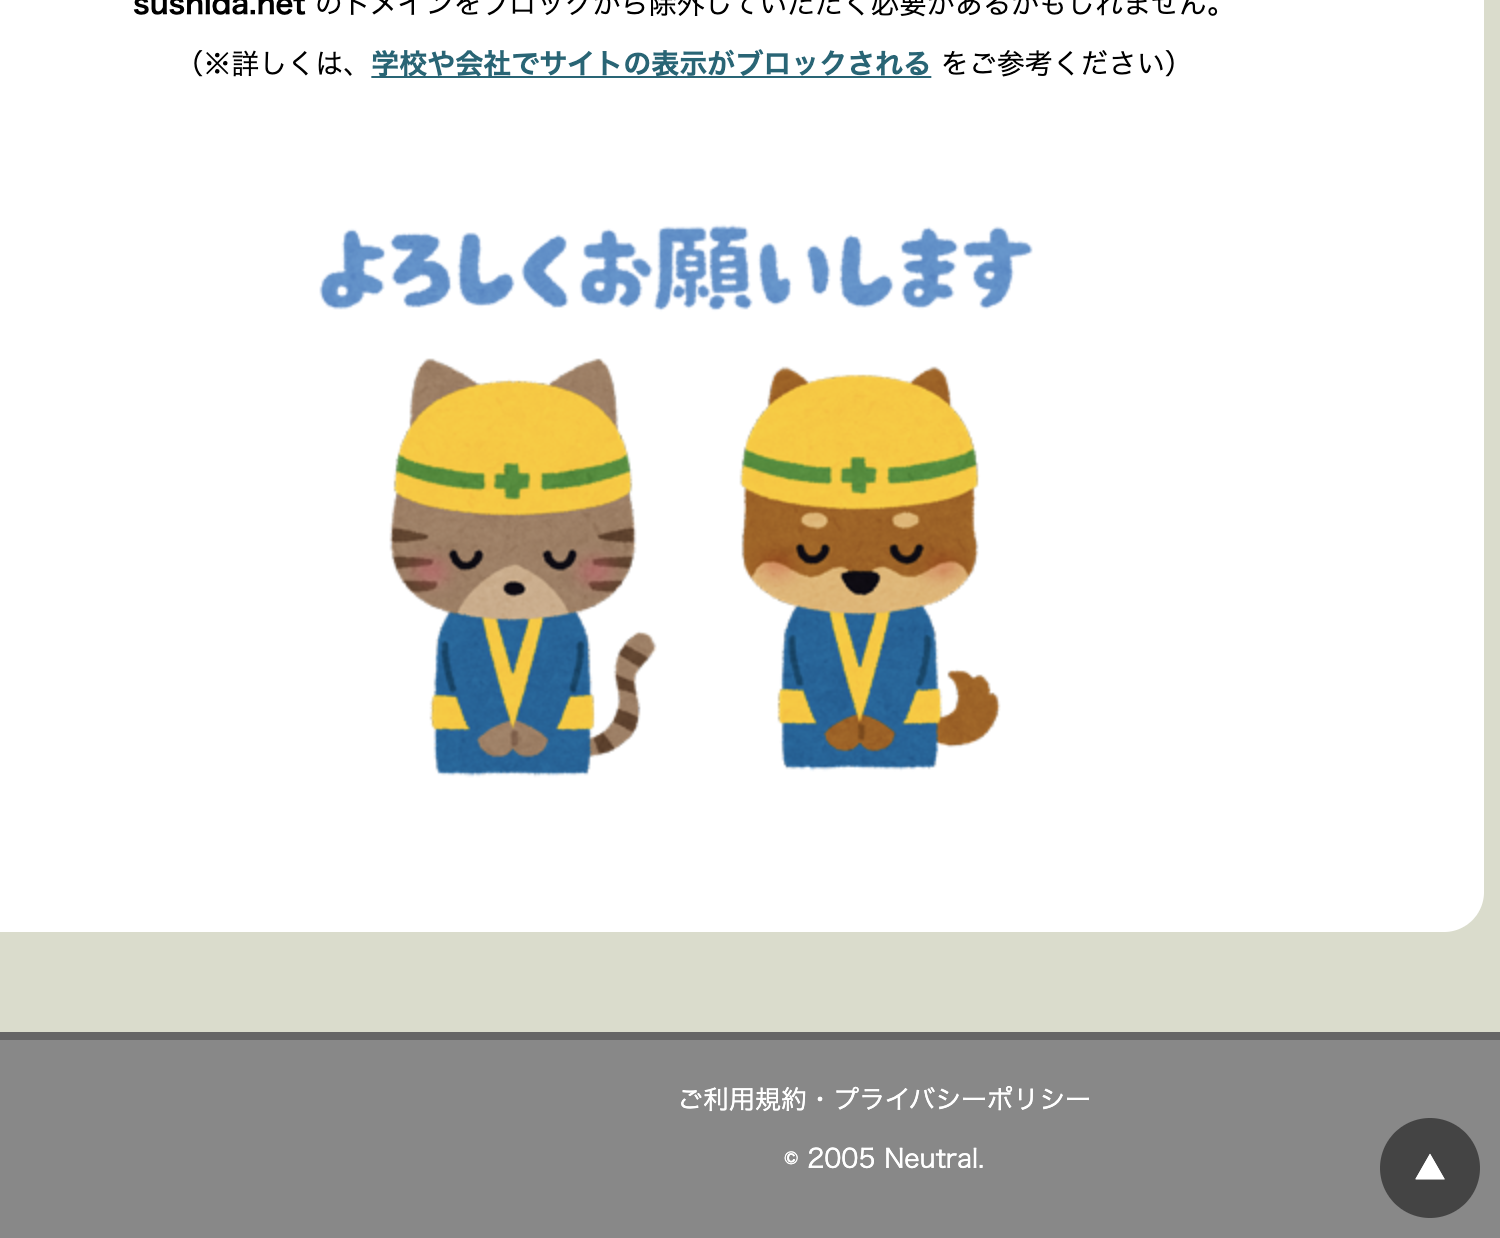 sushida.net のドメインをブロックから除外していただく必要があるかもしれません。
（※詳しくは、学校や会社でサイトの表示がブロックされる をご参考ください）
よろしくお願いします
ご利用規約・プライバシーポリシー
© 2005 Neutral.